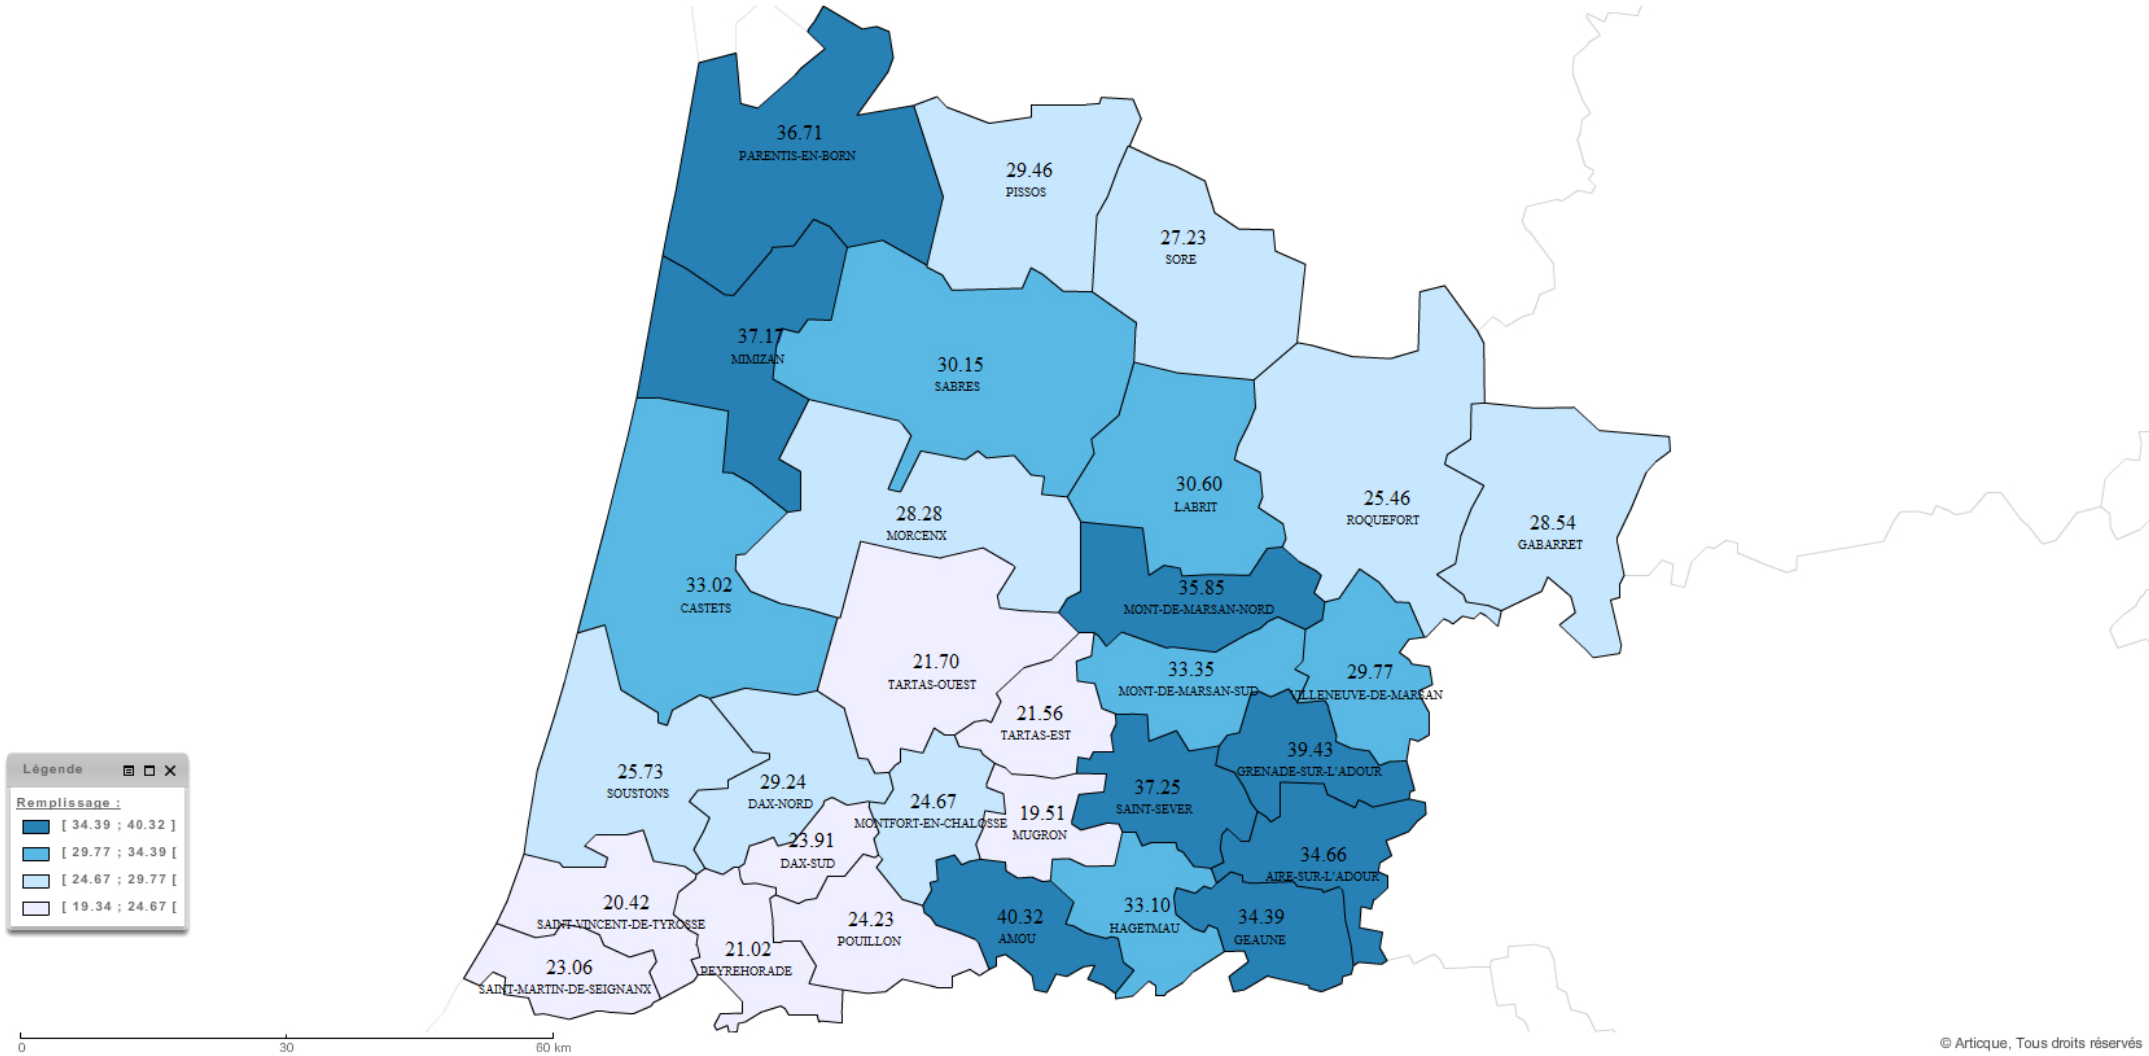 36.71
PARENTIS-EN-BORN
29.46
PISSOS
27.23
SORE
37.17
MIMIZAN
30.15
SABRES
30.60
LABRIT
25.46
ROQUEFORT
28.54
GABARRET
28.28
MORCENX
33.02
CASTETS
35.85
MONT-DE-MARSAN-NORD
21.70
TARTAS-OUEST
33.35
MONT-DE-MARSAN-SUD
29.77
VILLENEUVE-DE-MARSAN
21.56
TARTAS-EST
39.43
GRENADE-SUR-L'ADOUR
25.73
SOUSTONS
29.24
DAX-NORD
24.67
MONTFORT-EN-CHALOSSE
37.25
SAINT-SEVER
19.51
MUGRON
23.91
DAX-SUD
34.66
AIRE-SUR-L'ADOUR
20.42
SAINT-VINCENT-DE-TYROSSE
24.23
POUILLON
40.32
AMOU
33.10
HAGETMAU
34.39
GEAUNE
21.02
PEYREHORADE
23.06
SAINT-MARTIN-DE-SEIGNANX
Légende
Remplissage :
[ 34.39 ; 40.32 ]
[ 29.77 ; 34.39 [
[ 24.67 ; 29.77 [
[ 19.34 ; 24.67 [
0 30 60 km
© Articque, Tous droits réservés